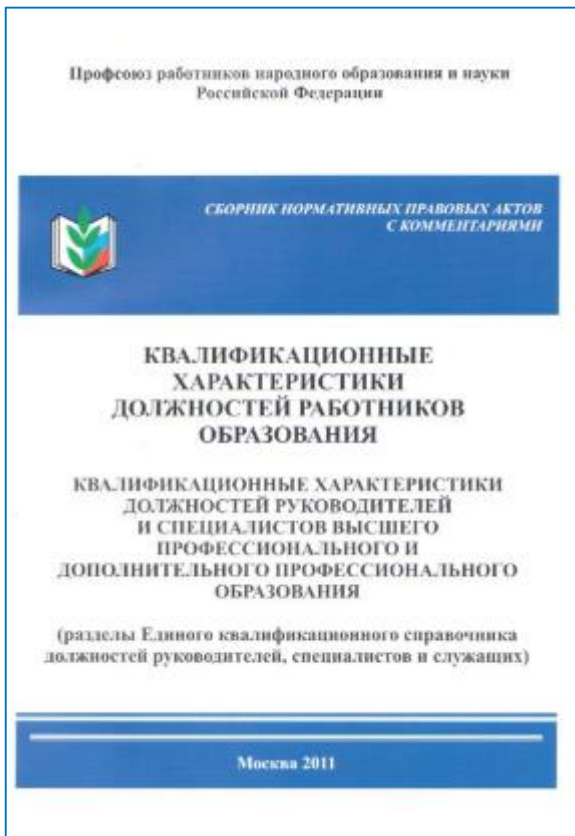 Профсоюз работников народного образования и науки
Российской Федерации
СБОРНИК НОРМАТИВНЫХ ПРАВОВЫХ АКТОВ
С КОММЕНТАРИЯМИ
КВАЛИФИКАЦИОННЫЕ
ХАРАКТЕРИСТИКИ
ДОЛЖНОСТЕЙ РАБОТНИКОВ
ОБРАЗОВАНИЯ
КВАЛИФИКАЦИОННЫЕ ХАРАКТЕРИСТИКИ
ДОЛЖНОСТЕЙ РУКОВОДИТЕЛЕЙ
И СПЕЦИАЛИСТОВ ВЫСШЕГО
ПРОФЕССИОНАЛЬНОГО И
ДОПОЛНИТЕЛЬНОГО ПРОФЕССИОНАЛЬНОГО
ОБРАЗОВАНИЯ
(разделы Единого квалификационного справочника
должностей руководителей, специалистов и служащих)
Москва 2011